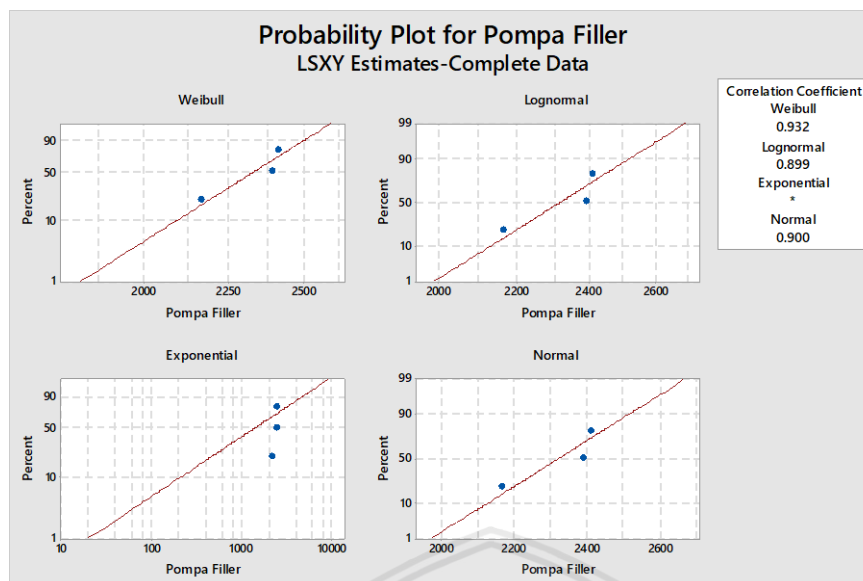 Probability Plot for Pompa Filler
LSXY Estimates-Complete Data
Weibull
Percent
90
50
10
1
2000 2250 2500
Pompa Filler
Lognormal
Percent
99
90
50
10
1
2000 2200 2400 2600
Pompa Filler
Correlation Coefficient
Weibull
0.932
Lognormal
0.899
Exponential
*
Normal
0.900
Exponential
Percent
90
50
10
1
10 100 1000 10000
Pompa Filler
Normal
Percent
99
90
50
10
1
2000 2200 2400 2600
Pompa Filler